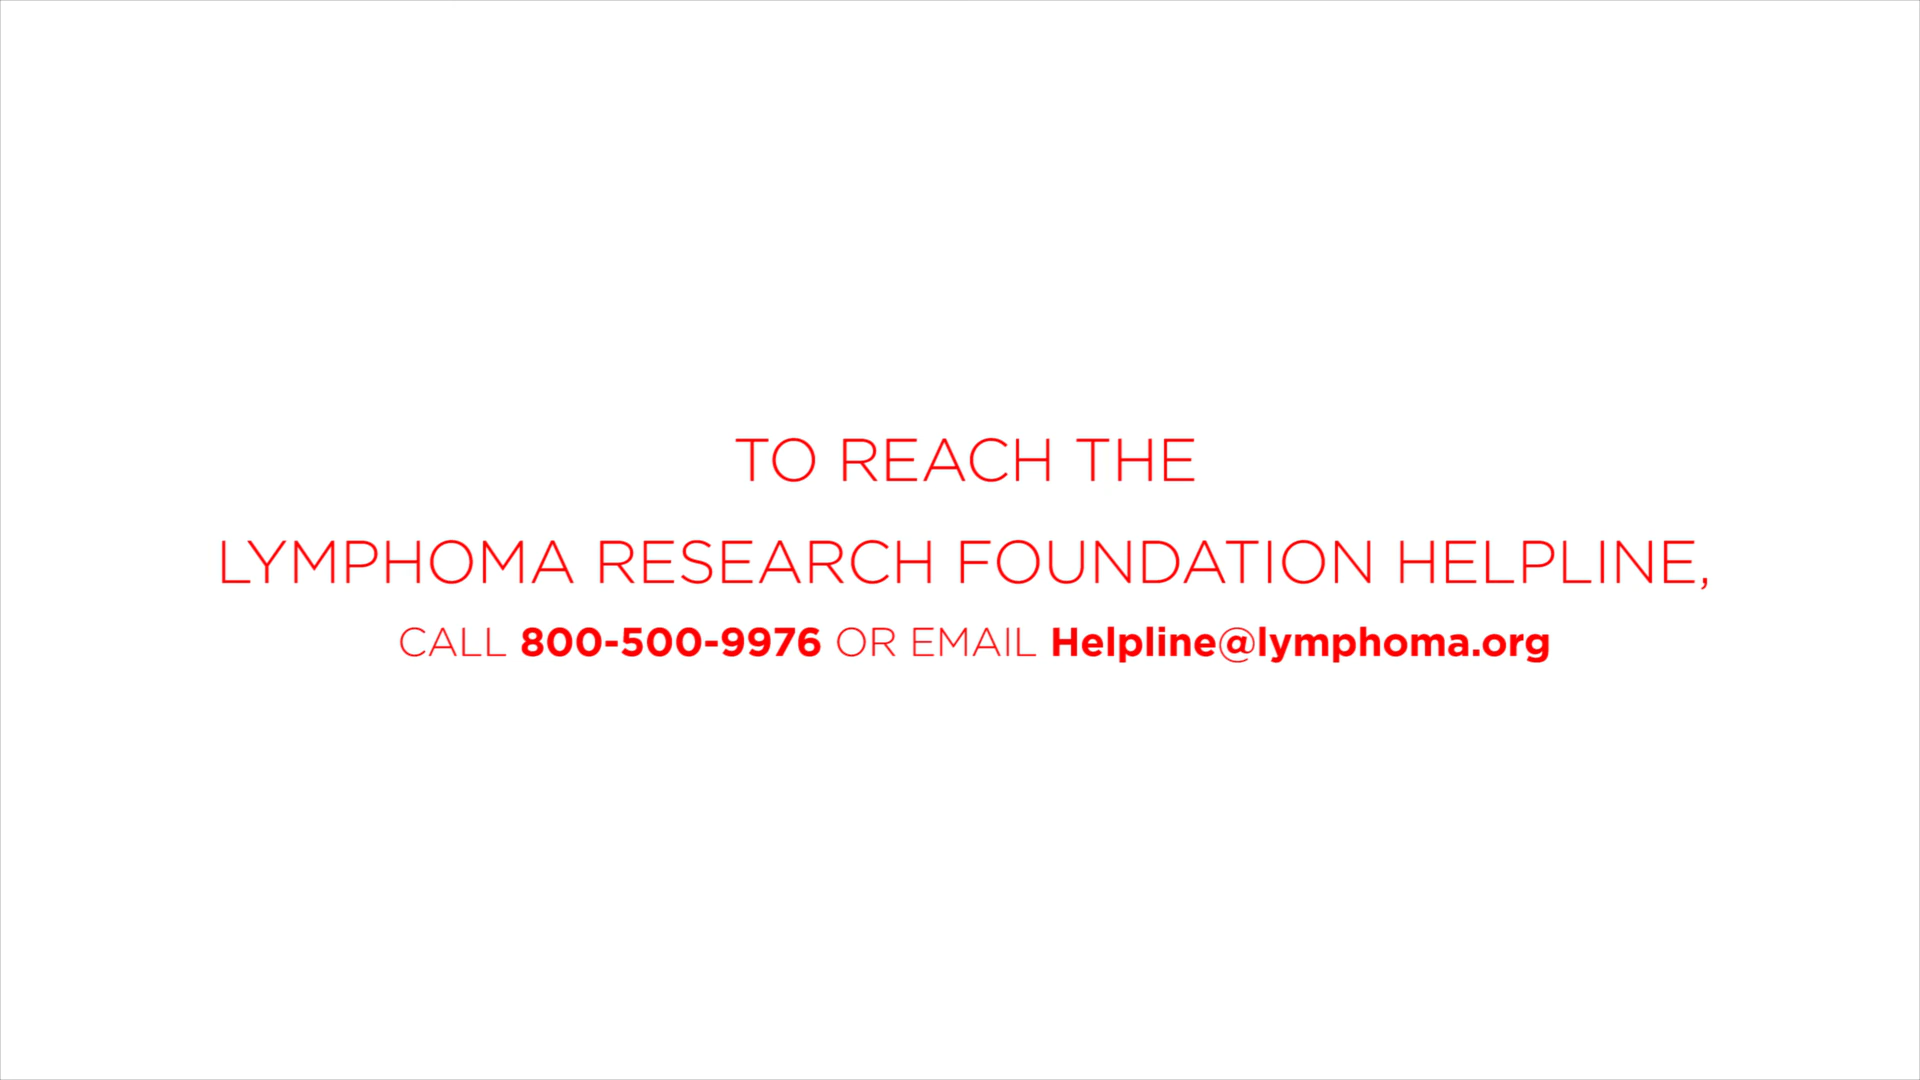 TO REACH THE
LYMPHOMA RESEARCH FOUNDATION HELPLINE,
CALL 800-500-9976 OR EMAIL Helpline@lymphoma.org